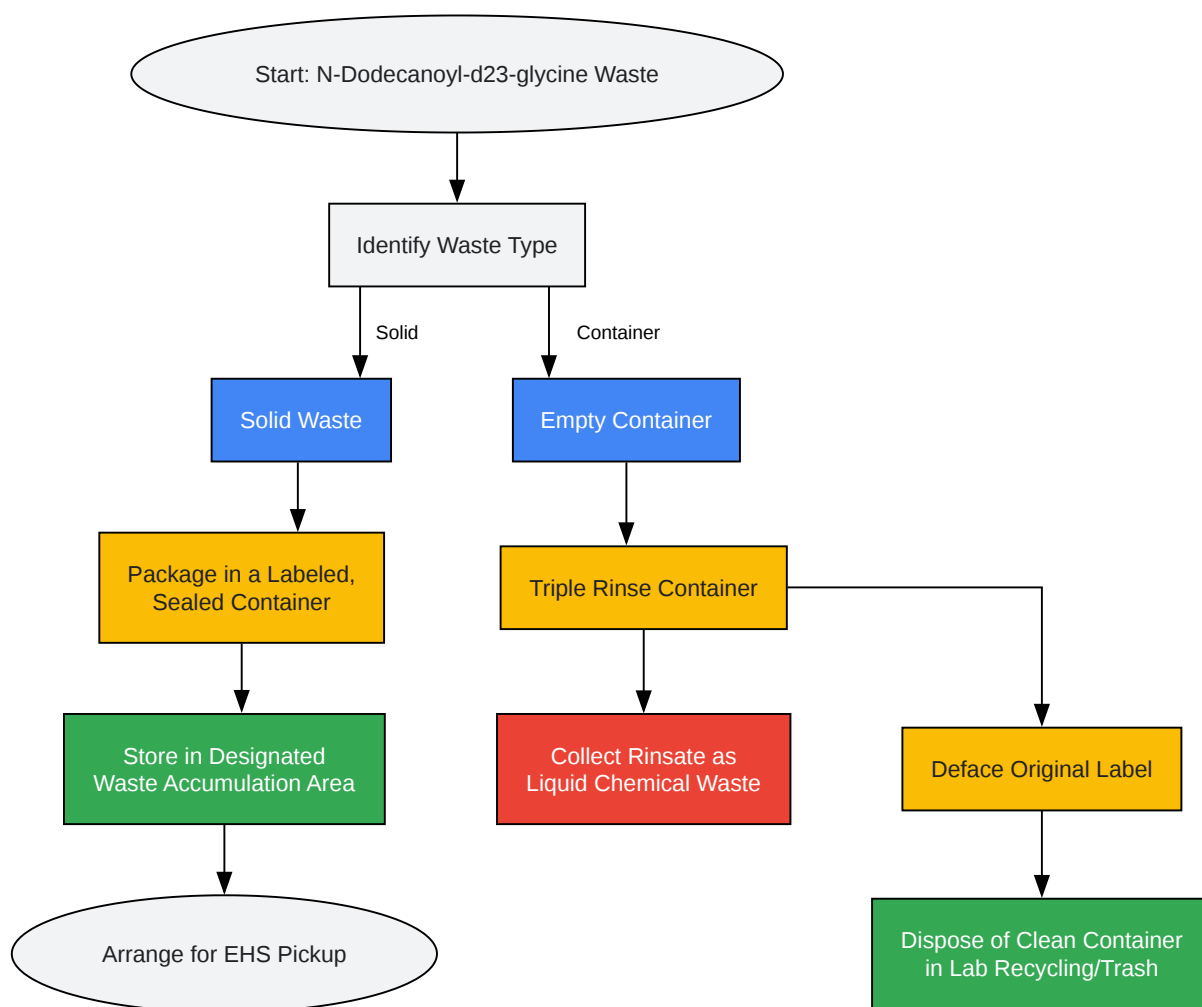 Start: N-Dodecanoyl-d23-glycine Waste
Identify Waste Type
Solid
Container
Solid Waste
Empty Container
Package in a Labeled,
Sealed Container
Triple Rinse Container
Store in Designated
Waste Accumulation Area
Collect Rinsate as
Liquid Chemical Waste
Deface Original Label
Arrange for EHS Pickup
Dispose of Clean Container
in Lab Recycling/Trash